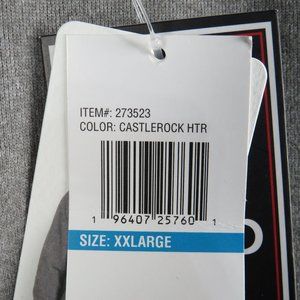 ITEM#: 273523
COLOR: CASTLEROCK HTR
1 96407 25760 1
SIZE: XXLARGE